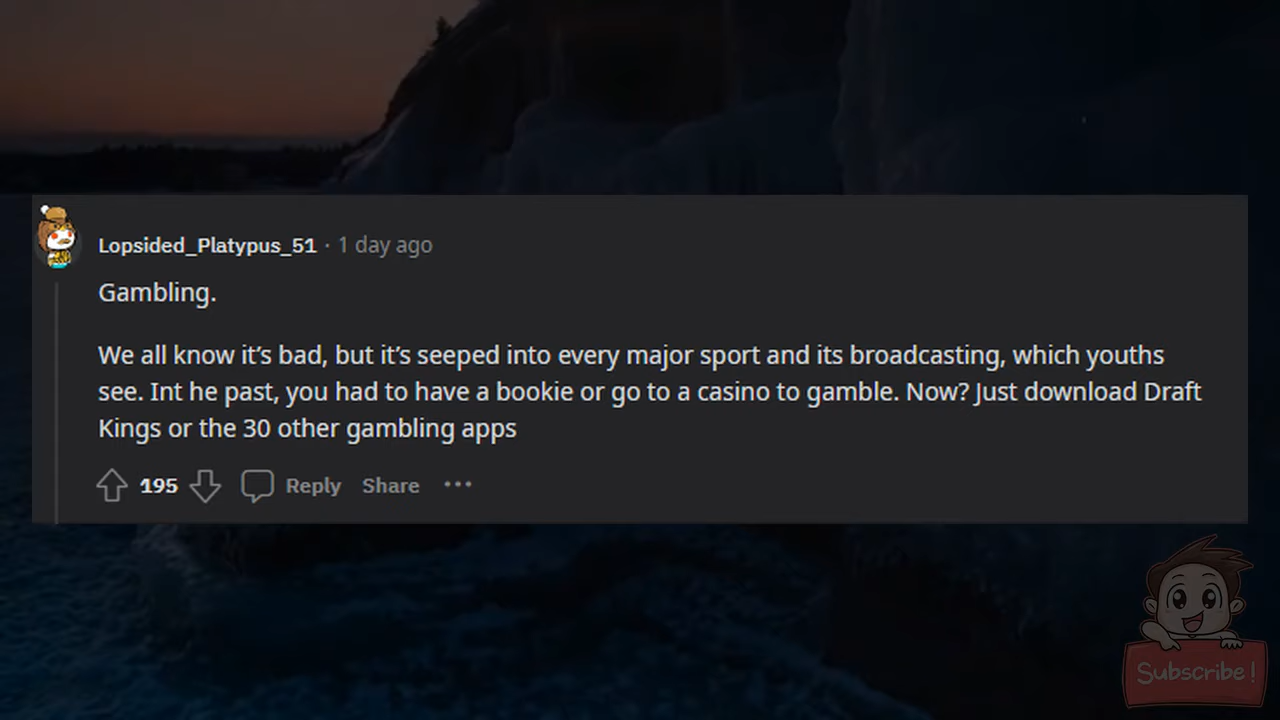 Lopsided_Platypus_51 · 1 day ago
Gambling.
We all know it’s bad, but it’s seeped into every major sport and its broadcasting, which youths
see. Int he past, you had to have a bookie or go to a casino to gamble. Now? Just download Draft
Kings or the 30 other gambling apps
195 Reply Share ···
Subscribe!